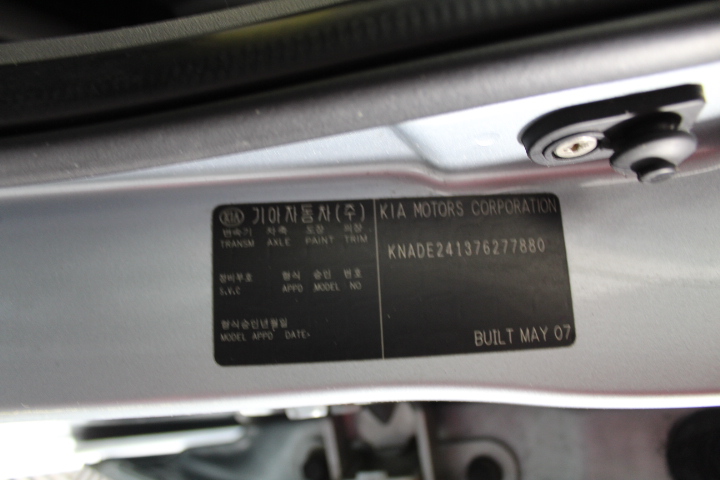 KIA 기아자동차(주)
변속기 차축 도장 외장
TRANSM AXLE PAINT TRIM
장비부호 형식 승인 번호
S.V.C APPD .MODEL NO
형식승인년월일
MODEL APPD DATE-
KIA MOTORS CORPORATION
KNADE241376277880
BUILT MAY 07